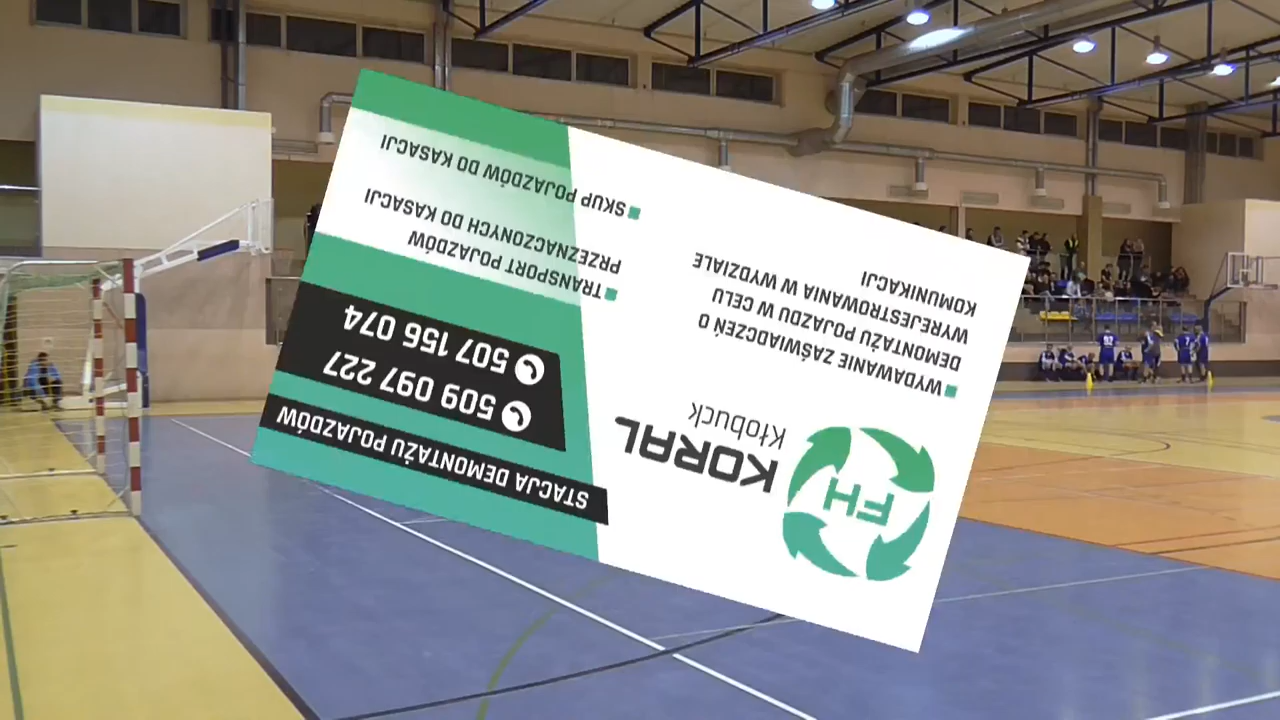 FH
KORAL
Kłobuck
WYDAWANIE ZAŚWIADCZEŃ O
DEMONTAŻU POJAZDU W CELU
WYREJESTROWANIA W WYDZIALE
KOMUNIKACJI
STACJA DEMONTAŻU POJAZDÓW
509 097 227
507 156 074
TRANSPORT POJAZDÓW
PRZEZNACZONYCH DO KASACJI
SKUP POJAZDÓW DO KASACJI